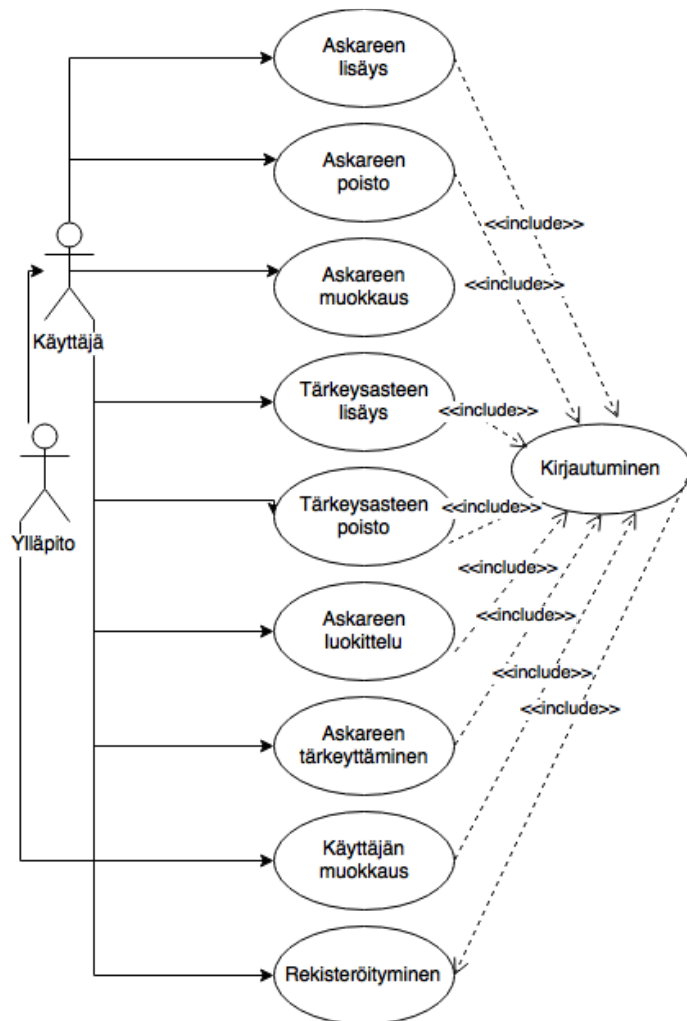 Askareen
lisäys
Askareen
poisto
<<include>>
Käyttäjä
Askareen
muokkaus
<<include>>
Tärkeysasteen
lisäys
<<include>>
Kirjautuminen
Ylläpito
Tärkeysasteen
poisto
<<include>>
<<include>>
Askareen
luokittelu
<<include>>
<<include>>
Askareen
tärkeyttäminen
<<include>>
Käyttäjän
muokkaus
Rekisteröityminen